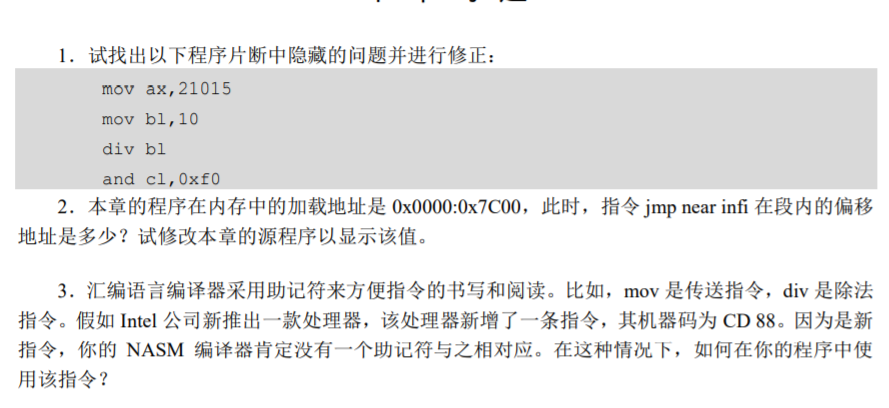 1．试找出以下程序片断中隐藏的问题并进行修正：
mov ax,21015
mov bl,10
div bl
and cl,0xf0
2．本章的程序在内存中的加载地址是 0x0000:0x7C00，此时，指令 jmp near infi 在段内的偏移
地址是多少？试修改本章的源程序以显示该值。
3．汇编语言编译器采用助记符来方便指令的书写和阅读。比如，mov 是传送指令，div 是除法
指令。假如 Intel 公司新推出一款处理器，该处理器新增了一条指令，其机器码为 CD 88。因为是新
指令，你的 NASM 编译器肯定没有一个助记符与之相对应。在这种情况下，如何在你的程序中使
用该指令？